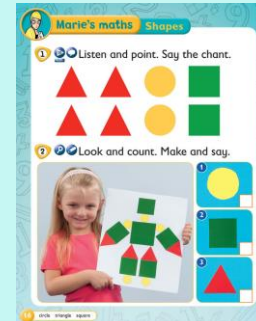 Marie's maths Shapes
1 Listen and point. Say the chant.
2 Look and count. Make and say.
1
2
3
circle triangle square